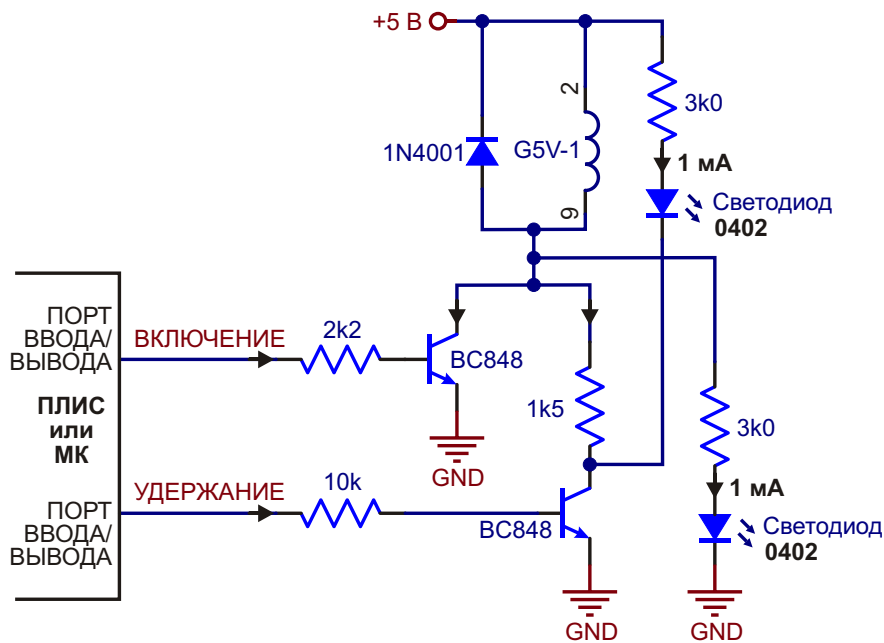 +5 В
3k0
2
1N4001
G5V-1
1 мА
9
Светодиод
0402
ПОРТ
ВВОДА/
ВЫВОДА
ВКЛЮЧЕНИЕ
2k2
BC848
1k5
GND
3k0
ПЛИС
или
МК
УДЕРЖАНИЕ
10k
1 мА
ПОРТ
ВВОДА/
ВЫВОДА
BC848
Светодиод
0402
GND
GND